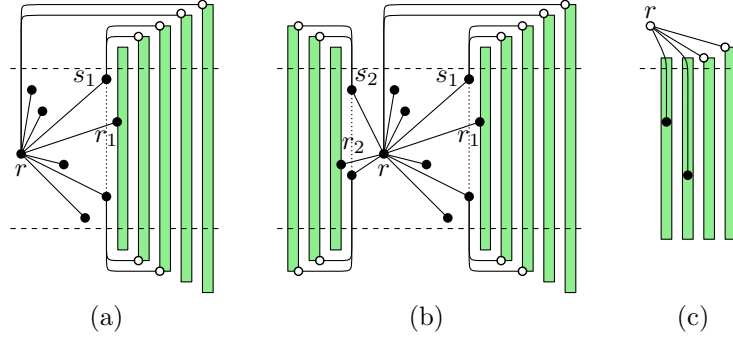 r
s₁ s₂ s₁
r₁ r₂ r₁
r r
(a) (b) (c)